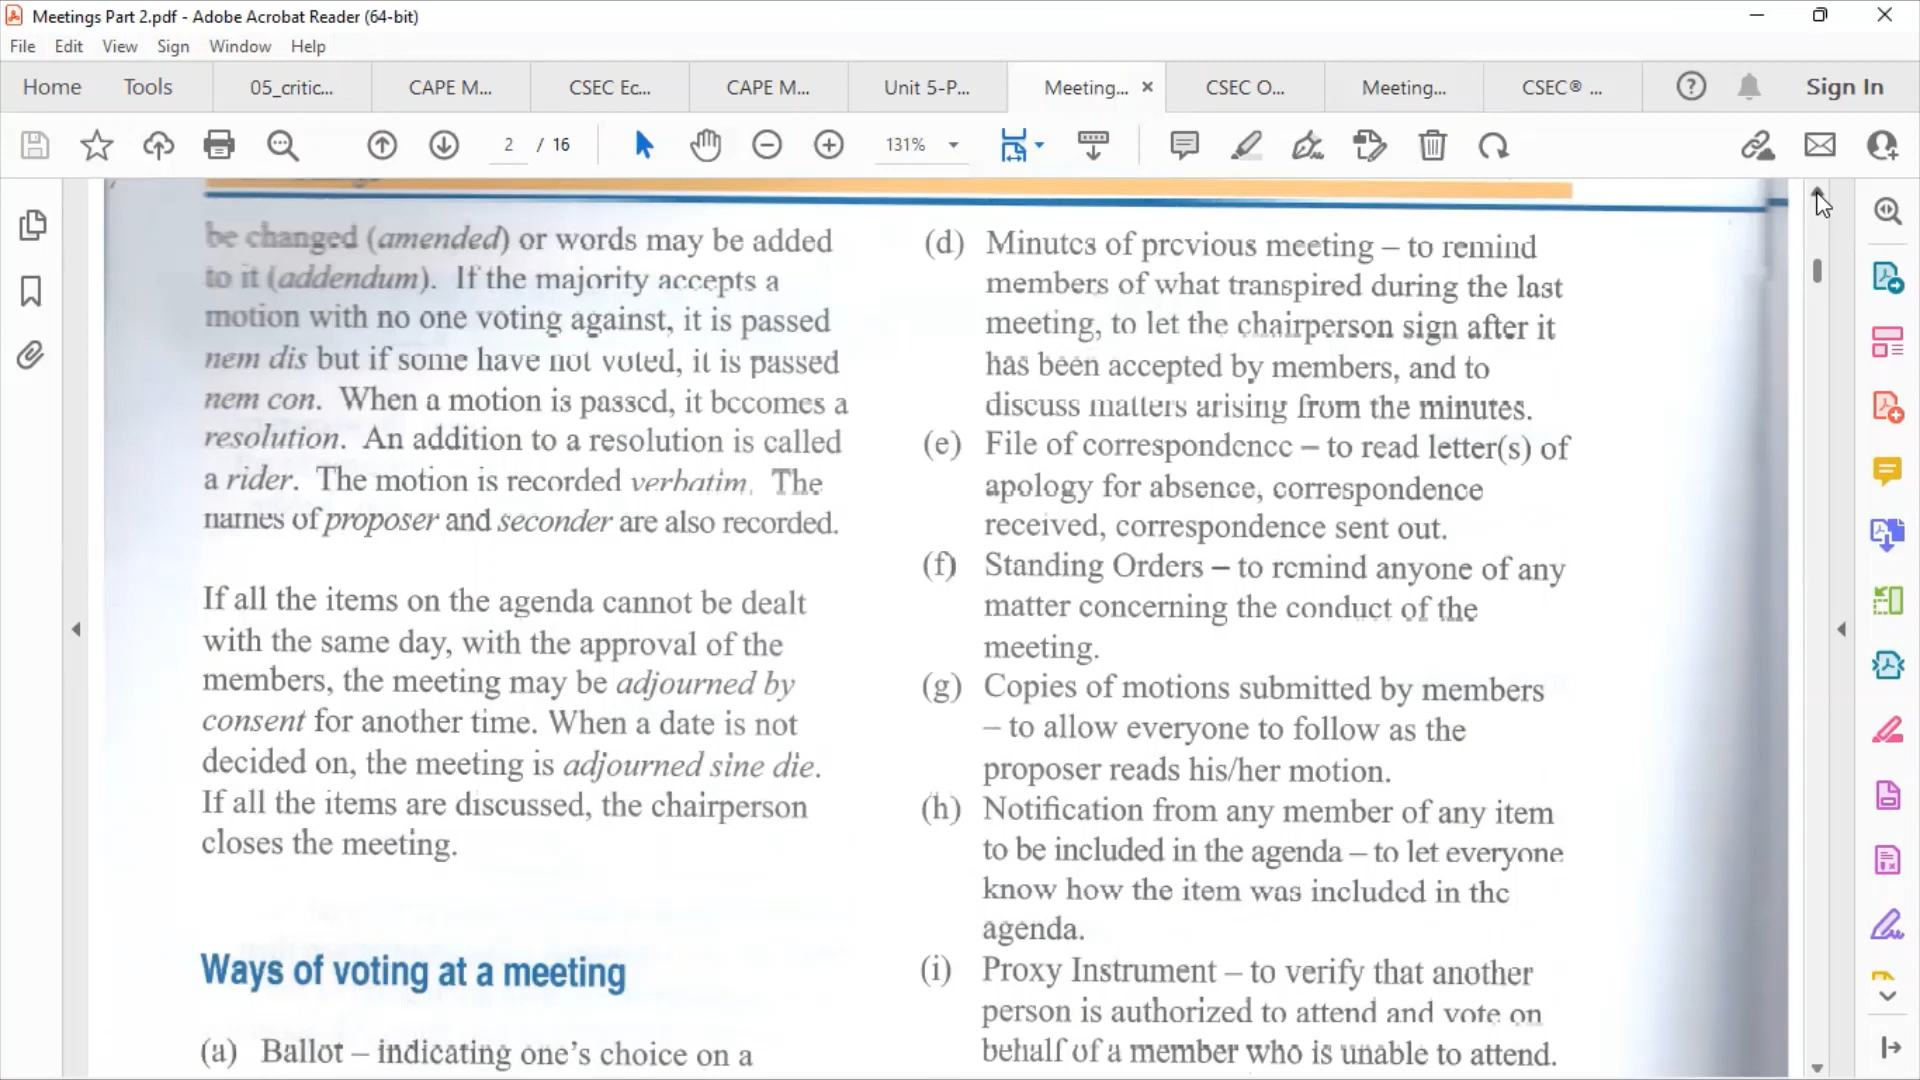 Meetings Part 2.pdf - Adobe Acrobat Reader (64-bit)
File Edit View Sign Window Help
Home Tools 05_critic... CAPE M... CSEC Ec... CAPE M... Unit 5-P... Meeting... × CSEC O... Meeting... CSEC® ... Sign In
2 / 16 131%
be changed (amended) or words may be added
to it (addendum). If the majority accepts a
motion with no one voting against, it is passed
nem dis but if some have not voted, it is passed
nem con. When a motion is passed, it becomes a
resolution. An addition to a resolution is called
a rider. The motion is recorded verbatim. The
names of proposer and seconder are also recorded.
If all the items on the agenda cannot be dealt
with the same day, with the approval of the
members, the meeting may be adjourned by
consent for another time. When a date is not
decided on, the meeting is adjourned sine die.
If all the items are discussed, the chairperson
closes the meeting.
Ways of voting at a meeting
(a) Ballot – indicating one's choice on a
(d) Minutes of previous meeting – to remind
members of what transpired during the last
meeting, to let the chairperson sign after it
has been accepted by members, and to
discuss matters arising from the minutes.
(e) File of correspondence – to read letter(s) of
apology for absence, correspondence
received, correspondence sent out.
(f) Standing Orders – to remind anyone of any
matter concerning the conduct of the
meeting.
(g) Copies of motions submitted by members
– to allow everyone to follow as the
proposer reads his/her motion.
(h) Notification from any member of any item
to be included in the agenda – to let everyone
know how the item was included in the
agenda.
(i) Proxy Instrument – to verify that another
person is authorized to attend and vote on
behalf of a member who is unable to attend.